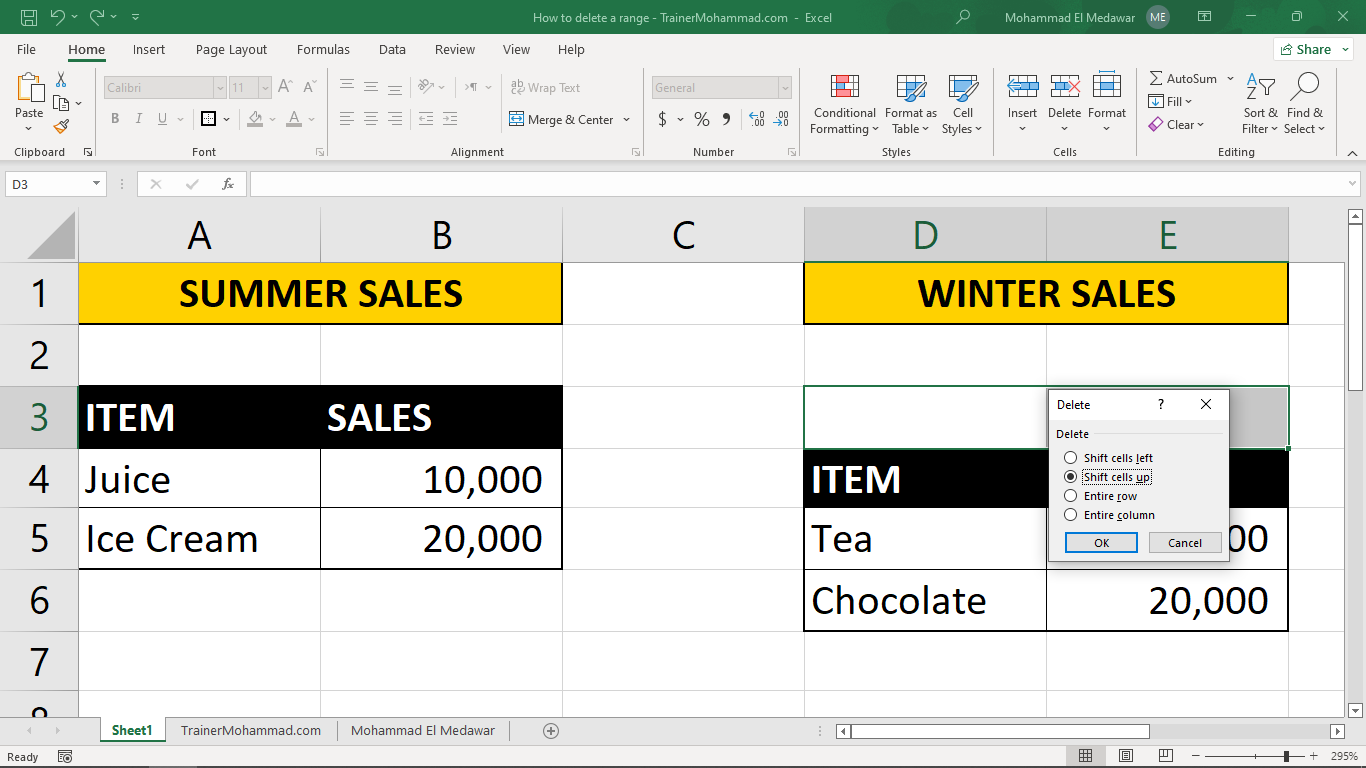 How to delete a range - TrainerMohammad.com - Excel
Mohammad El Medawar ME
File Home Insert Page Layout Formulas Data Review View Help Share
Paste
Clipboard
Calibri 11
B I U A
Font
ab Wrap Text
Merge & Center
Alignment
General
$ % 9
Number
Conditional Formatting
Format as Table
Cell Styles
Styles
Insert Delete Format
Cells
AutoSum
Fill
Clear
Sort & Filter
Find & Select
Editing
D3 fx
A B C D E
1 SUMMER SALES WINTER SALES
2
3 ITEM SALES
4 Juice 10,000 ITEM
5 Ice Cream 20,000 Tea 00
6 Chocolate 20,000
7
Delete ?
Delete
Shift cells left
Shift cells up
Entire row
Entire column
OK Cancel
Sheet1 TrainerMohammad.com Mohammad El Medawar
Ready 295%